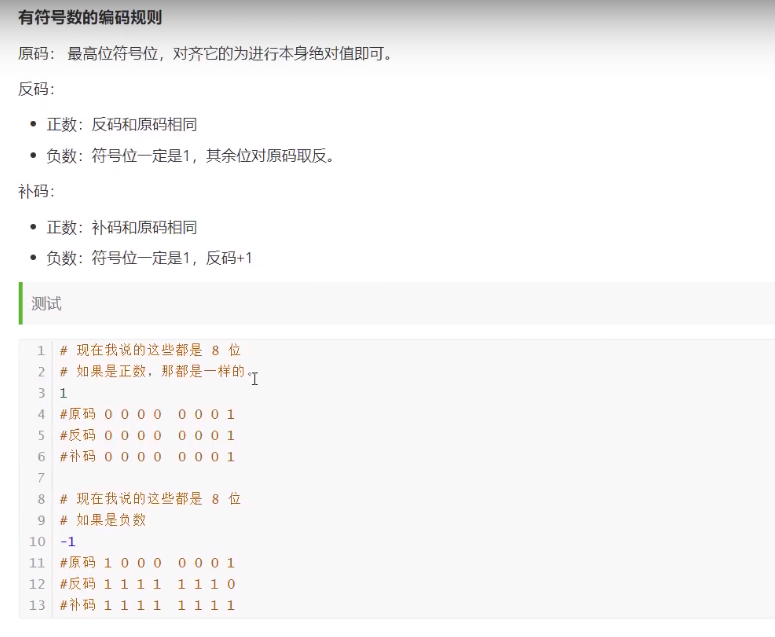 有符号数的编码规则
原码： 最高位符号位，对齐它的为进行本身绝对值即可。
反码：
• 正数：反码和原码相同
• 负数：符号位一定是1，其余位对原码取反。
补码：
• 正数：补码和原码相同
• 负数：符号位一定是1，反码+1
测试
1 # 现在我说的这些都是 8 位
2 # 如果是正数，那都是一样的。
3 1
4 #原码 0 0 0 0  0 0 0 1
5 #反码 0 0 0 0  0 0 0 1
6 #补码 0 0 0 0  0 0 0 1
7
8 # 现在我说的这些都是 8 位
9 # 如果是负数
10 -1
11 #原码 1 0 0 0  0 0 0 1
12 #反码 1 1 1 1  1 1 1 0
13 #补码 1 1 1 1  1 1 1 1